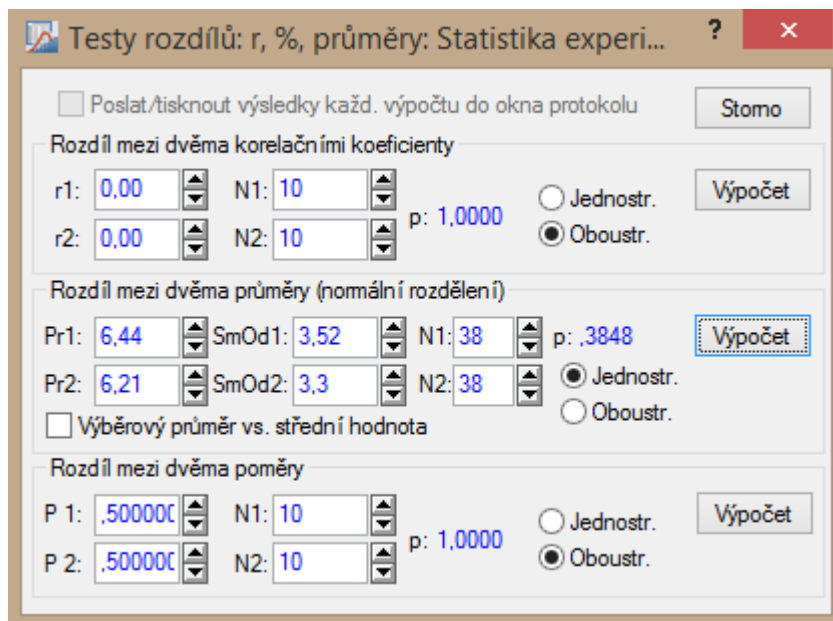 Testy rozdílů: r, %, průměry: Statistika experi... ? ×
Poslat/tisknout výsledky každ. výpočtu do okna protokolu Storno
Rozdíl mezi dvěma korelačními koeficienty
r1: 0,00 N1: 10 p: 1,0000 Jednostr. Výpočet
r2: 0,00 N2: 10 Oboustr.
Rozdíl mezi dvěma průměry (normální rozdělení)
Pr1: 6,44 SmOd1: 3,52 N1: 38 p: ,3848 Výpočet
Pr2: 6,21 SmOd2: 3,3 N2: 38 Jednostr.
Oboustr.
Výběrový průměr vs. střední hodnota
Rozdíl mezi dvěma poměry
P 1: ,500000 N1: 10 p: 1,0000 Jednostr. Výpočet
P 2: ,500000 N2: 10 Oboustr.